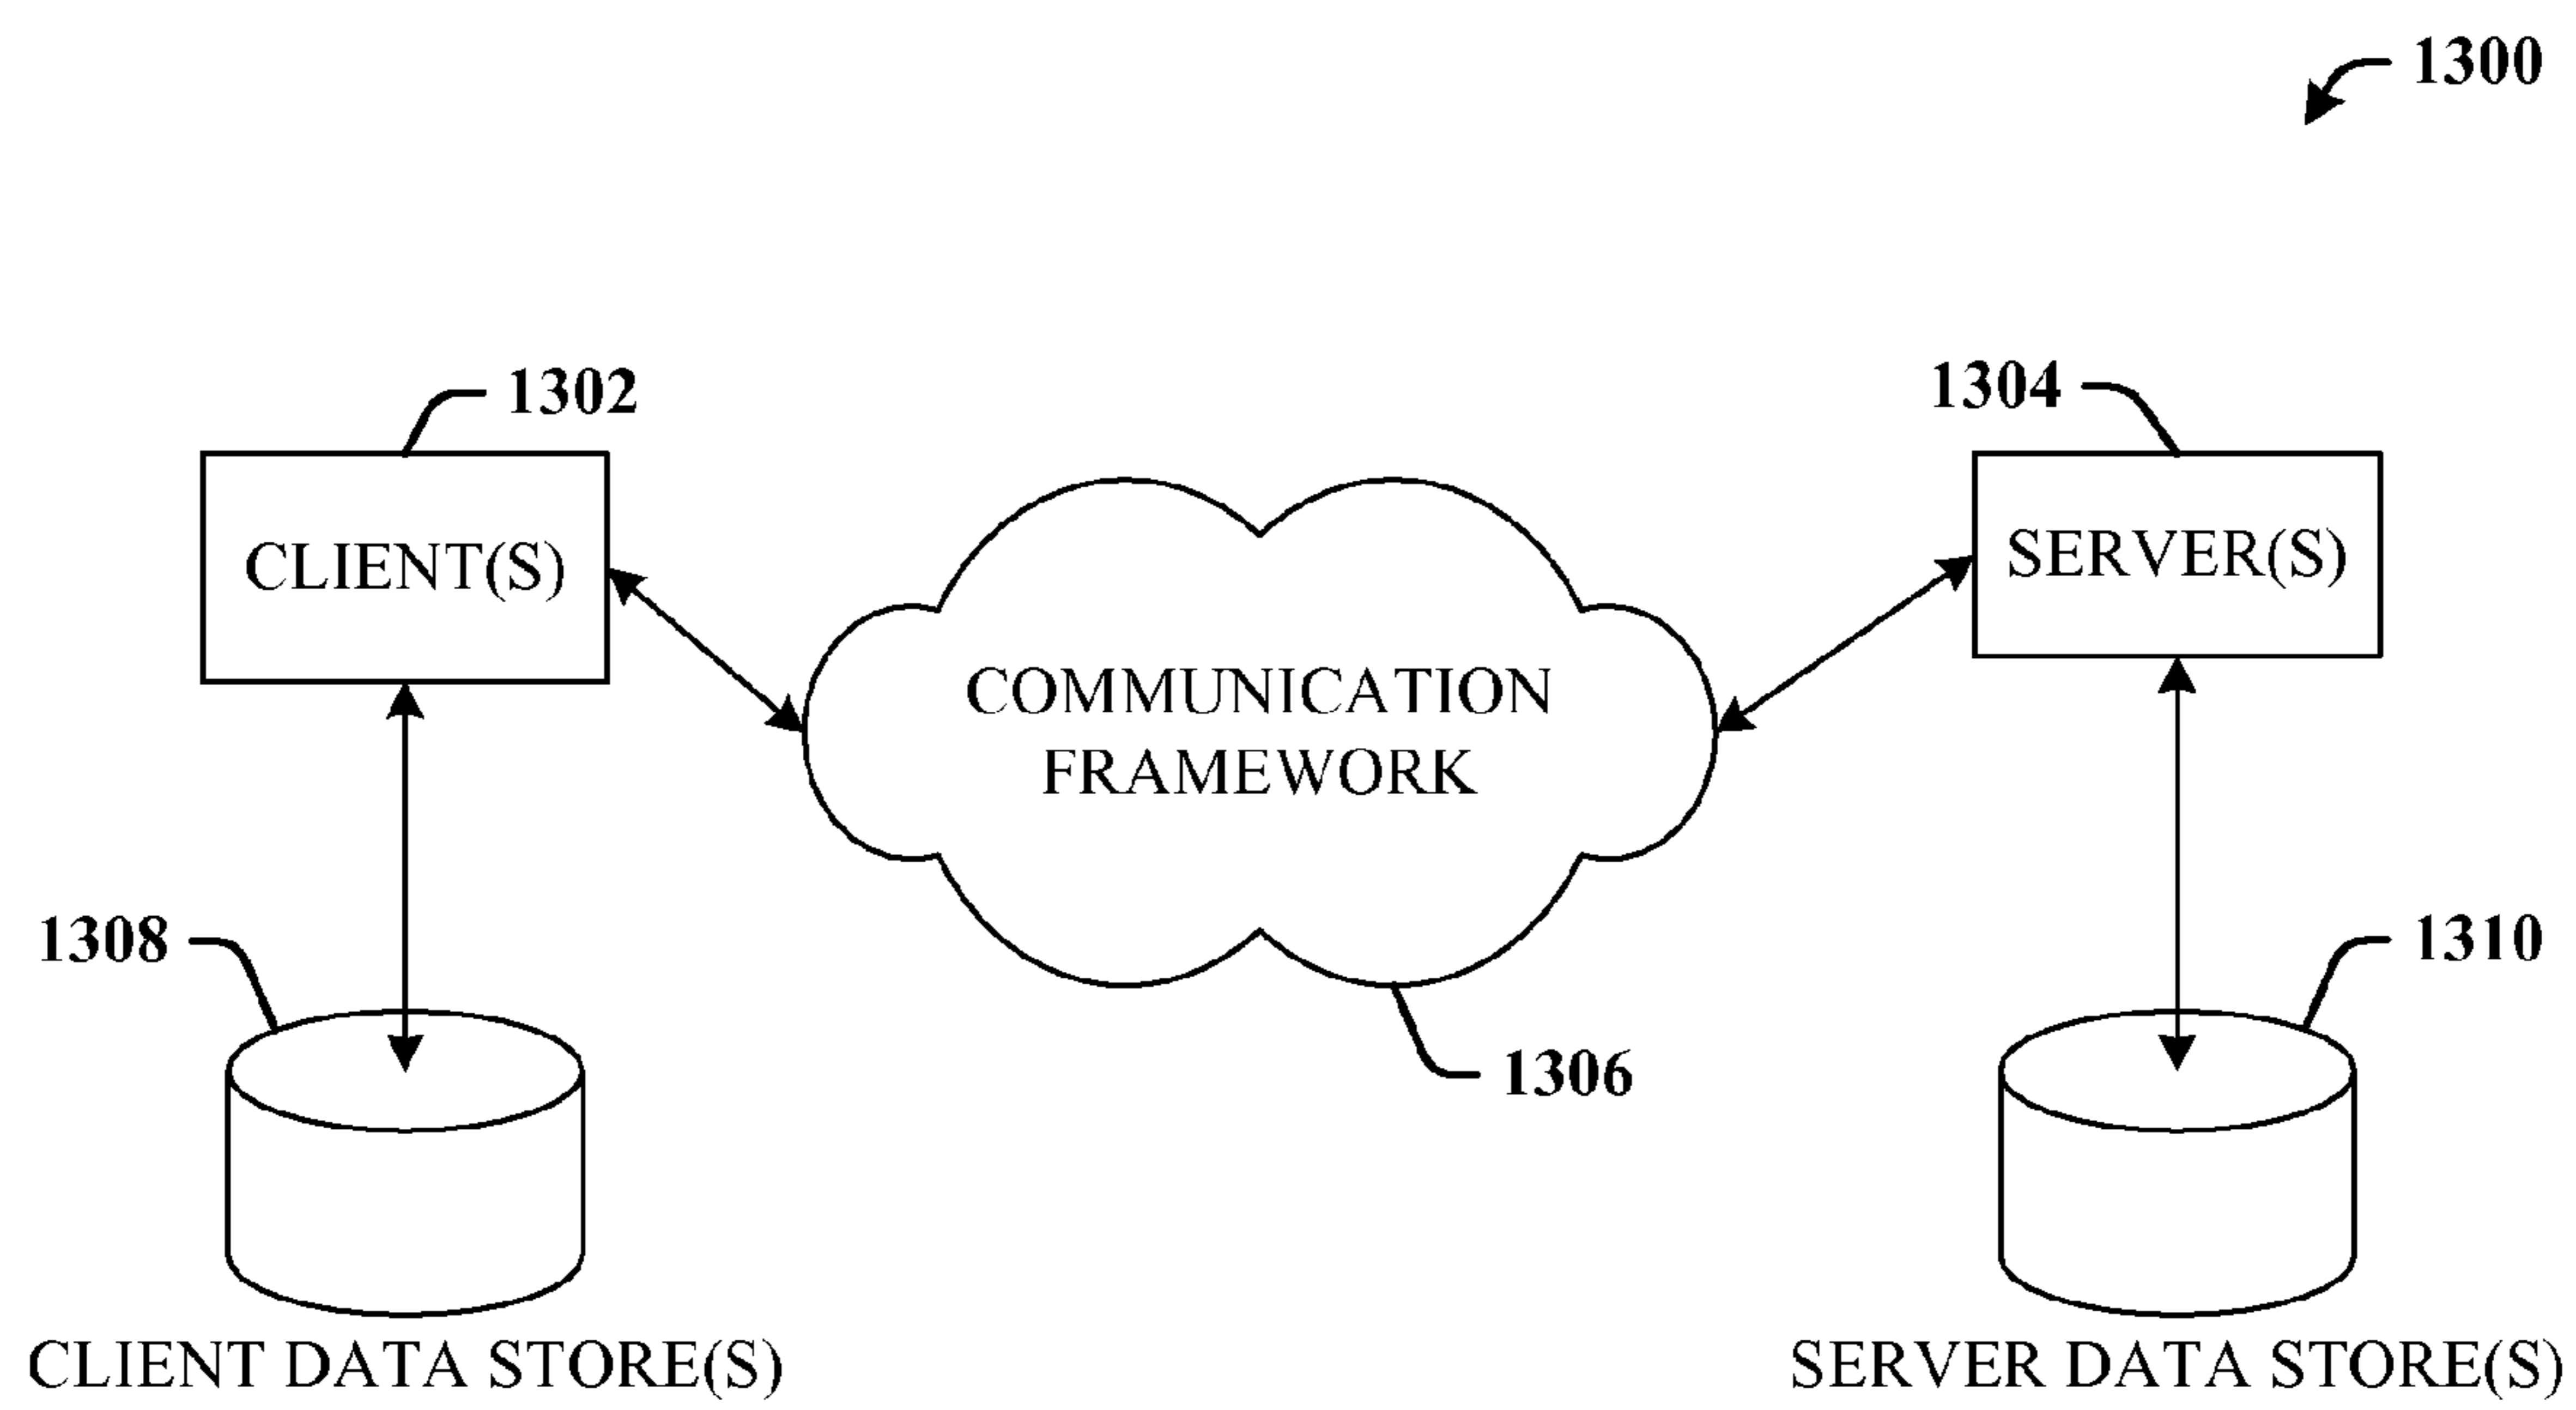 1300
1302
1304
CLIENT(S)
SERVER(S)
COMMUNICATION
FRAMEWORK
1308
1310
1306
CLIENT DATA STORE(S)
SERVER DATA STORE(S)